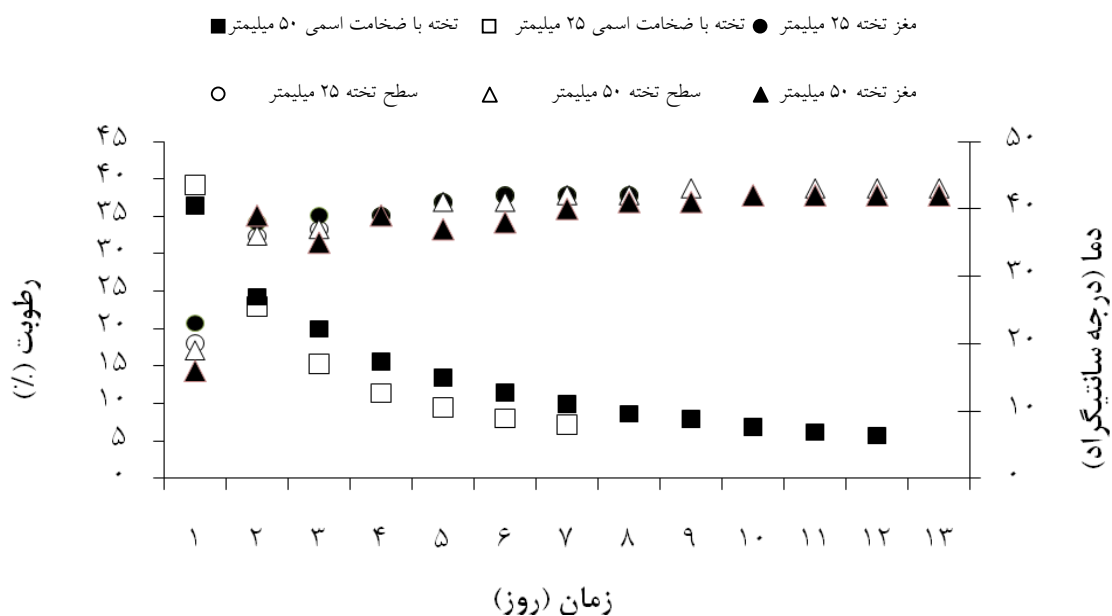 تخته با ضخامت اسمی ۵۰ میلیمتر تخته با ضخامت اسمی ۲۵ میلیمتر مغز تخته ۲۵ میلیمتر
سطح تخته ۲۵ میلیمتر سطح تخته ۵۰ میلیمتر مغز تخته ۵۰ میلیمتر
رطوبت (٪)
۴۵
۴۰
۳۵
۳۰
۲۵
۲۰
۱۵
۱۰
۵
۰
دما (درجه سانتیگراد)
۵۰
۴۰
۳۰
۲۰
۱۰
۰
۱ ۲ ۳ ۴ ۵ ۶ ۷ ۸ ۹ ۱۰ ۱۱ ۱۲ ۱۳
زمان (روز)